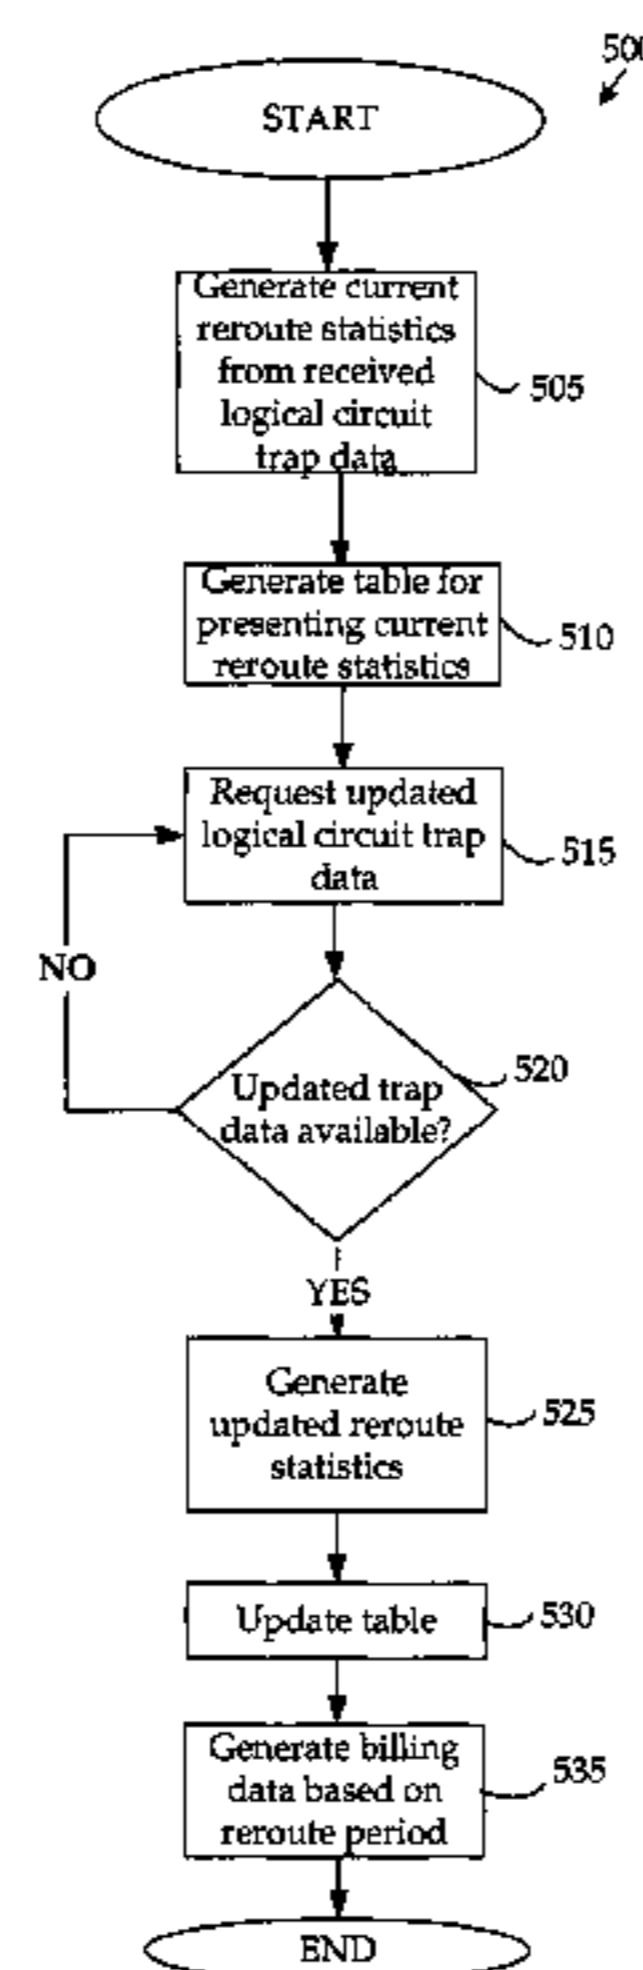 500
START
Generate current
reroute statistics
from received
logical circuit
trap data
505
Generate table for
presenting current
reroute statistics
510
Request updated
logical circuit trap
data
515
NO
520
Updated trap
data available?
YES
Generate
updated reroute
statistics
525
Update table
530
Generate billing
data based on
reroute period
535
END